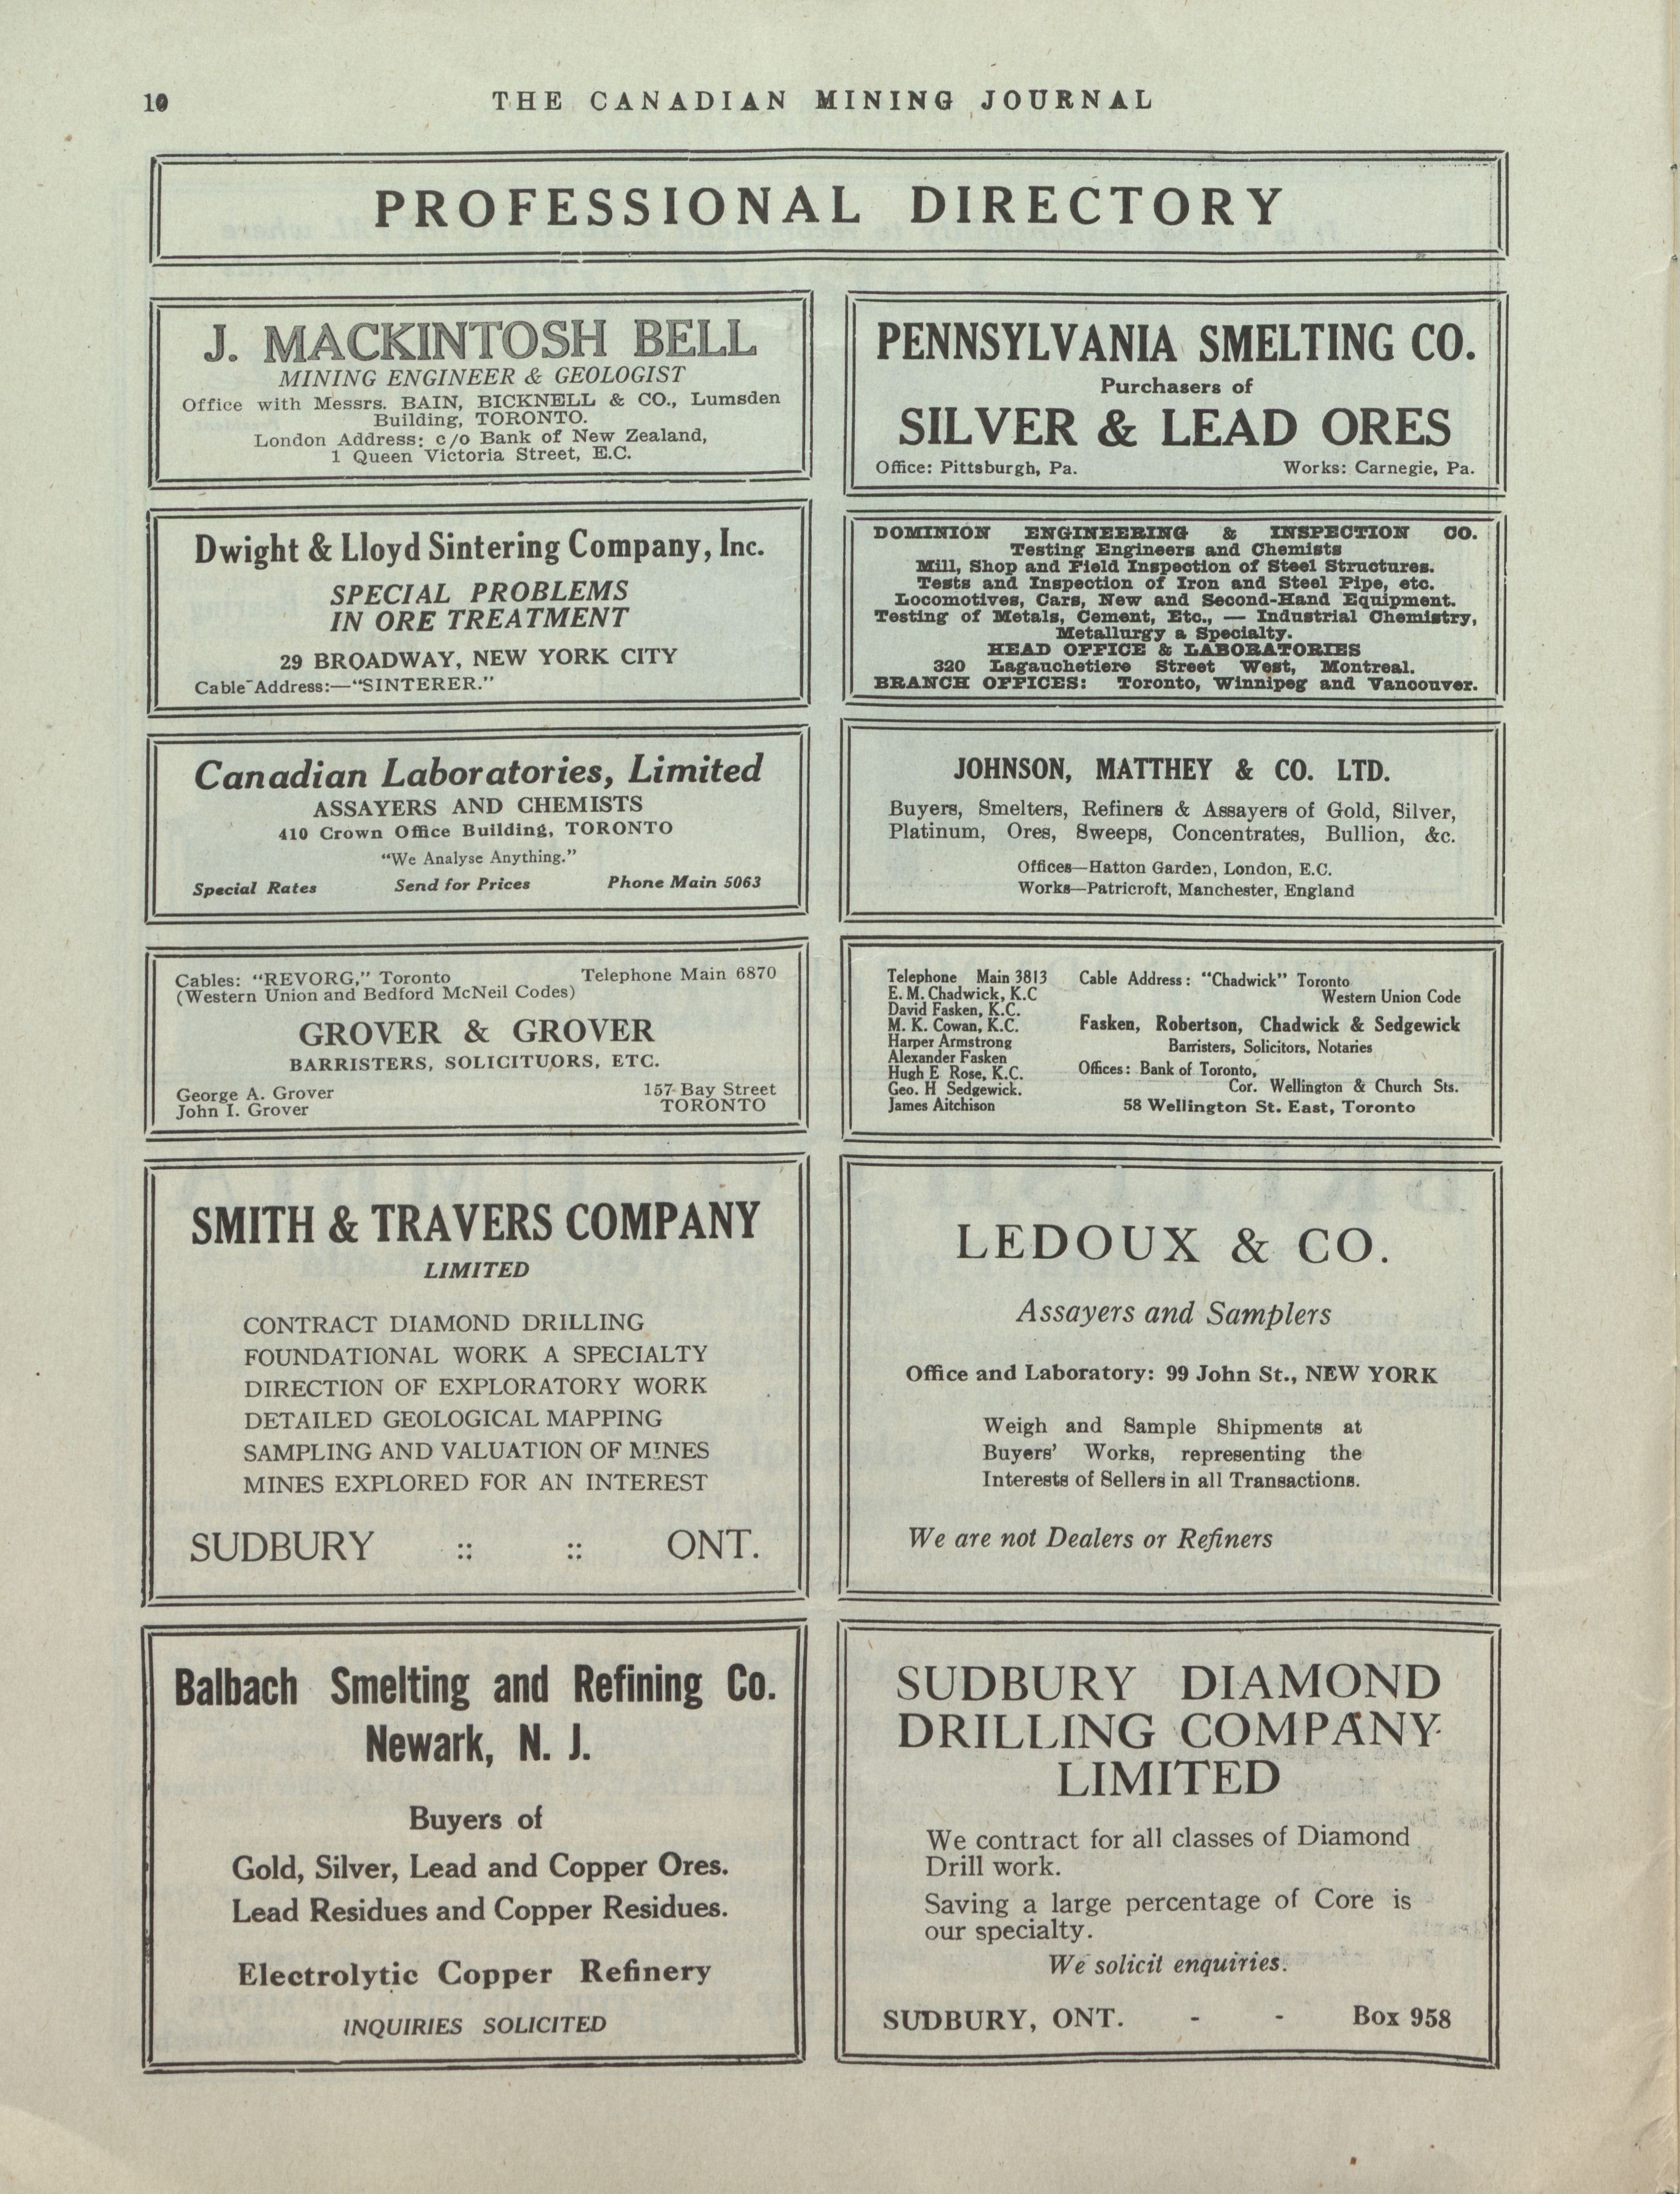 10
THE CANADIAN MINING JOURNAL
PROFESSIONAL DIRECTORY
J. MACKINTOSH BELL
MINING ENGINEER & GEOLOGIST
Office with Messrs. BAIN, BICKNELL & CO., Lumsden
Building, TORONTO.
London Address: c/o Bank of New Zealand,
1 Queen Victoria Street, E.C.
PENNSYLVANIA SMELTING CO.
Purchasers of
SILVER & LEAD ORES
Office: Pittsburgh, Pa. Works: Carnegie, Pa.
Dwight & Lloyd Sintering Company, Inc.
SPECIAL PROBLEMS
IN ORE TREATMENT
29 BROADWAY, NEW YORK CITY
Cable Address:—"SINTERER."
DOMINION ENGINEERING & INSPECTION CO.
Testing Engineers and Chemists
Mill, Shop and Field Inspection of Steel Structures.
Tests and Inspection of Iron and Steel Pipe, etc.
Locomotives, Cars, New and Second-Hand Equipment.
Testing of Metals, Cement, Etc., — Industrial Chemistry,
Metallurgy a Specialty.
HEAD OFFICE & LABORATORIES
320 Lagauchetiere Street West, Montreal.
BRANCH OFFICES: Toronto, Winnipeg and Vancouver.
Canadian Laboratories, Limited
ASSAYERS AND CHEMISTS
410 Crown Office Building, TORONTO
"We Analyse Anything."
Special Rates Send for Prices Phone Main 5063
JOHNSON, MATTHEY & CO. LTD.
Buyers, Smelters, Refiners & Assayers of Gold, Silver,
Platinum, Ores, Sweeps, Concentrates, Bullion, &c.
Offices—Hatton Garden, London, E.C.
Works—Patricroft, Manchester, England
Cables: "REVORG," Toronto Telephone Main 6870
(Western Union and Bedford McNeil Codes)
GROVER & GROVER
BARRISTERS, SOLICITUORS, ETC.
George A. Grover 157 Bay Street
John I. Grover TORONTO
Telephone Main 3813
E. M. Chadwick, K.C
David Fasken, K.C.
M. K. Cowan, K.C.
Harper Armstrong
Alexander Fasken
Hugh E Rose, K.C.
Geo. H Sedgewick.
James Aitchison
Cable Address: "Chadwick" Toronto
Western Union Code
Fasken, Robertson, Chadwick & Sedgewick
Barristers, Solicitors, Notaries
Offices: Bank of Toronto,
Cor. Wellington & Church Sts.
58 Wellington St. East, Toronto
SMITH & TRAVERS COMPANY
LIMITED
CONTRACT DIAMOND DRILLING
FOUNDATIONAL WORK A SPECIALTY
DIRECTION OF EXPLORATORY WORK
DETAILED GEOLOGICAL MAPPING
SAMPLING AND VALUATION OF MINES
MINES EXPLORED FOR AN INTEREST
SUDBURY :: :: ONT.
LEDOUX & CO.
Assayers and Samplers
Office and Laboratory: 99 John St., NEW YORK
Weigh and Sample Shipments at
Buyers' Works, representing the
Interests of Sellers in all Transactions.
We are not Dealers or Refiners
Balbach Smelting and Refining Co.
Newark, N. J.
Buyers of
Gold, Silver, Lead and Copper Ores.
Lead Residues and Copper Residues.
Electrolytic Copper Refinery
INQUIRIES SOLICITED
SUDBURY DIAMOND
DRILLING COMPANY
LIMITED
We contract for all classes of Diamond
Drill work.
Saving a large percentage of Core is
our specialty.
We solicit enquiries.
SUDBURY, ONT. - - Box 958